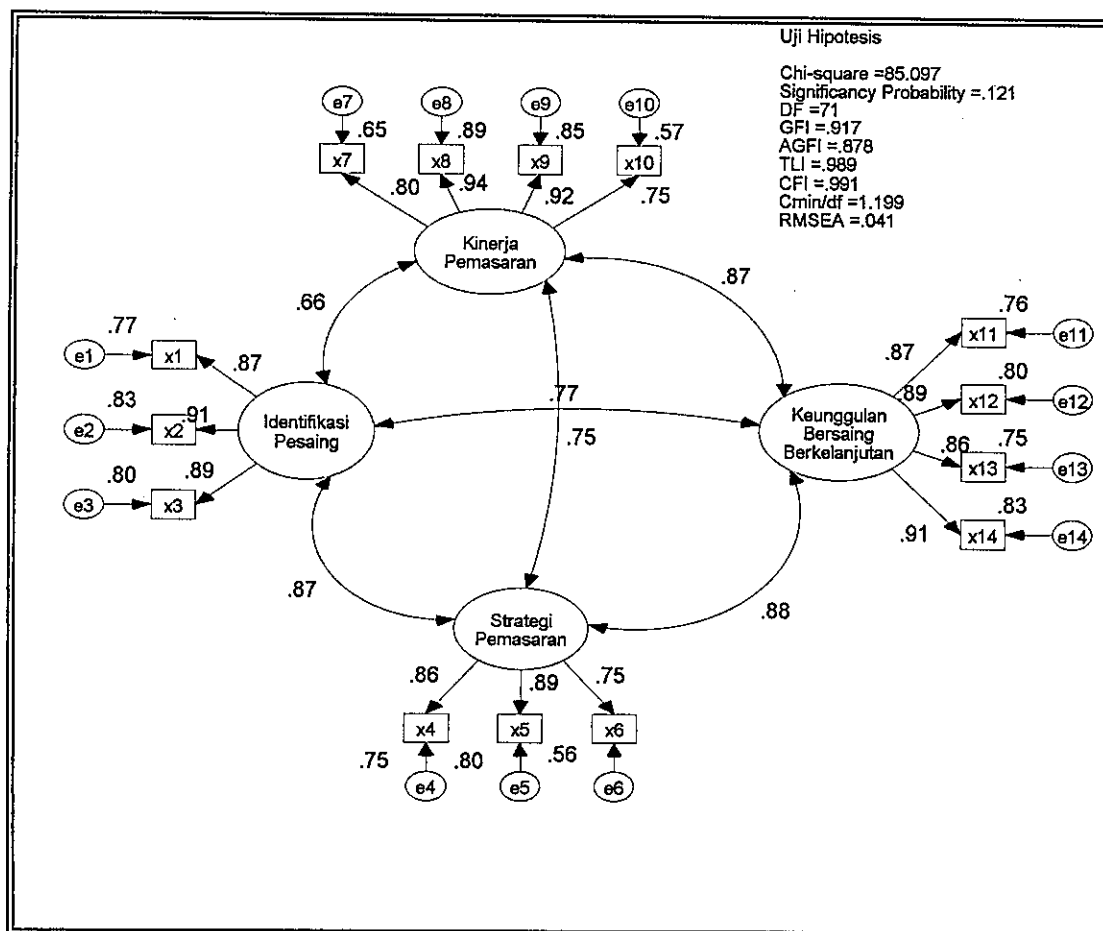 Uji Hipotesis
Chi-square =85.097
Significancy Probability =.121
DF =71
GFI =.917
AGFI =.878
TLI =.989
CFI =.991
Cmin/df =1.199
RMSEA =.041
e7
e8
e9
e10
.65
.89
.85
.57
x7
x8
x9
x10
.80
.94
.92
.75
Kinerja
Pemasaran
.66
.87
.77
e1
x1
.87
.83
e2
x2
.91
.80
e3
x3
.89
Identifikasi
Pesaing
.77
.75
Keunggulan
Bersaing
Berkelanjutan
.76
.87
x11
e11
.80
.89
x12
e12
.75
.86
x13
e13
.83
.91
x14
e14
.87
.88
Strategi
Pemasaran
.86
.89
.75
x4
x5
x6
.75
.80
.56
e4
e5
e6